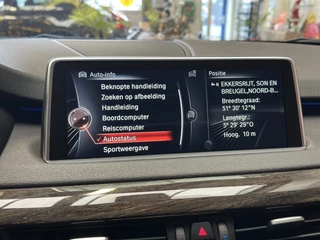 Auto-info
Beknopte handleiding
Zoeken op afbeelding
Handleiding
Boordcomputer
Reiscomputer
Autostatus
Sportweergave
Positie
EKKERSRIJT, SON EN
BREUGEL,NOORD-B...
Breedtegraad:
51° 30' 12"N
Lengtegr.:
5° 29' 29"O
Hoog. 10 m